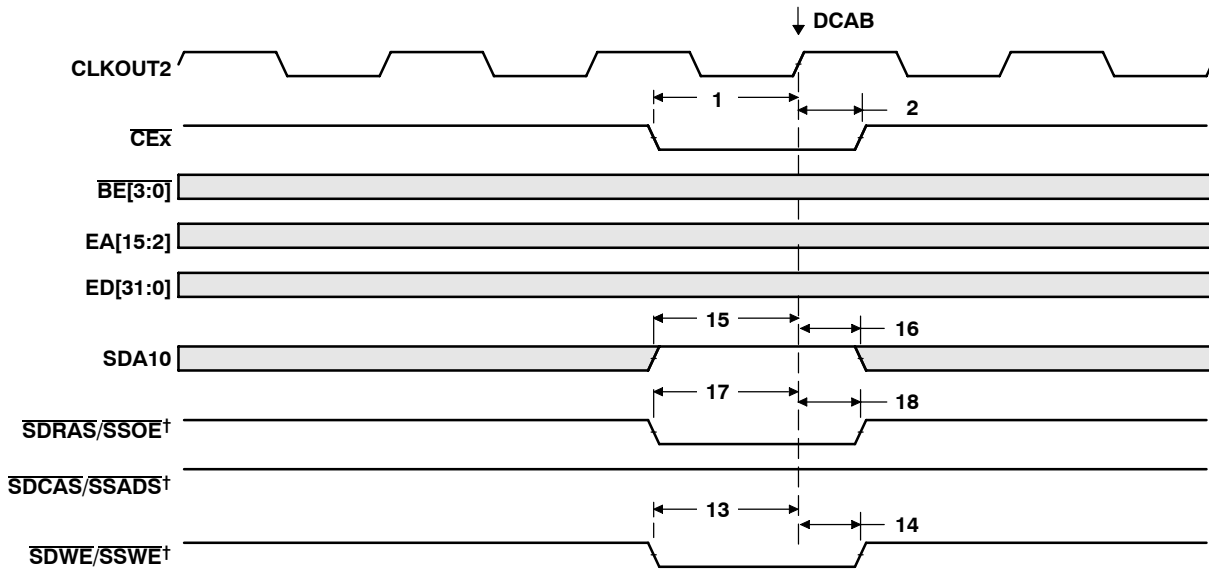 DCAB
CLKOUT2
1
2
CEx
BE[3:0]
EA[15:2]
ED[31:0]
15
16
SDA10
17
18
SDRAS/SSOE†
SDCAS/SSADS†
13
14
SDWE/SSWE†